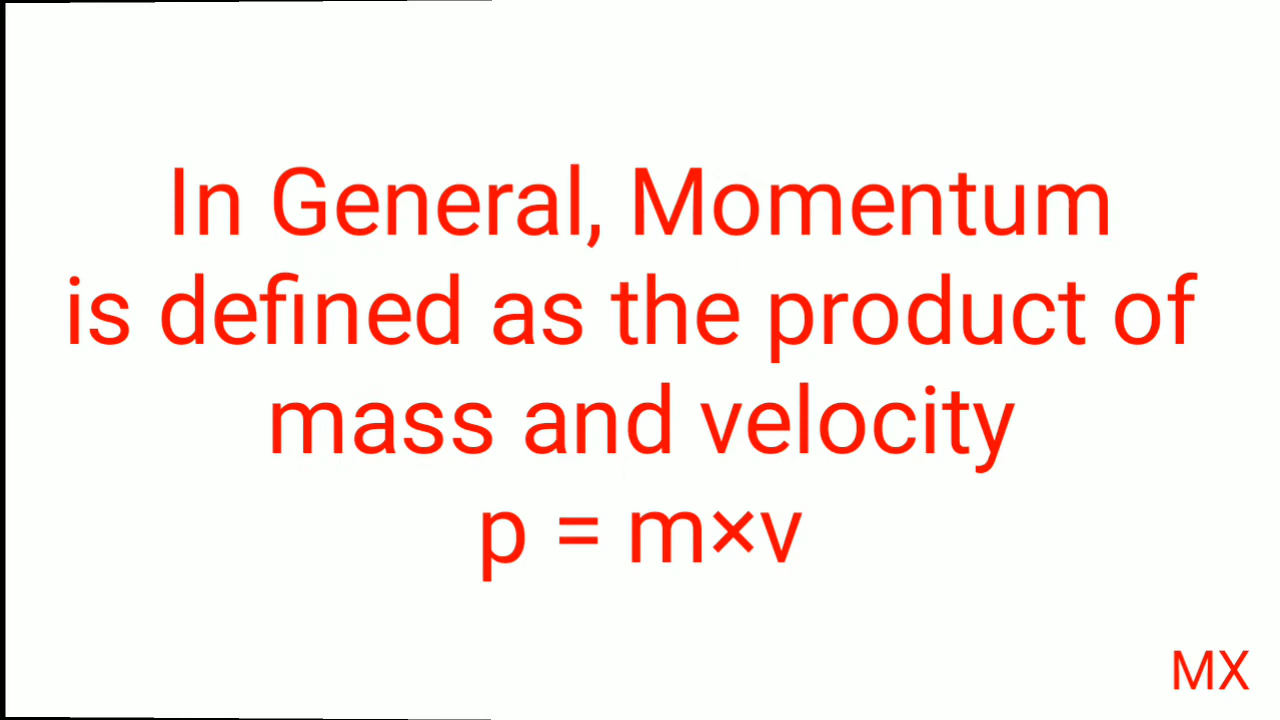 In General, Momentum
is defined as the product of
mass and velocity
p = m×v
MX